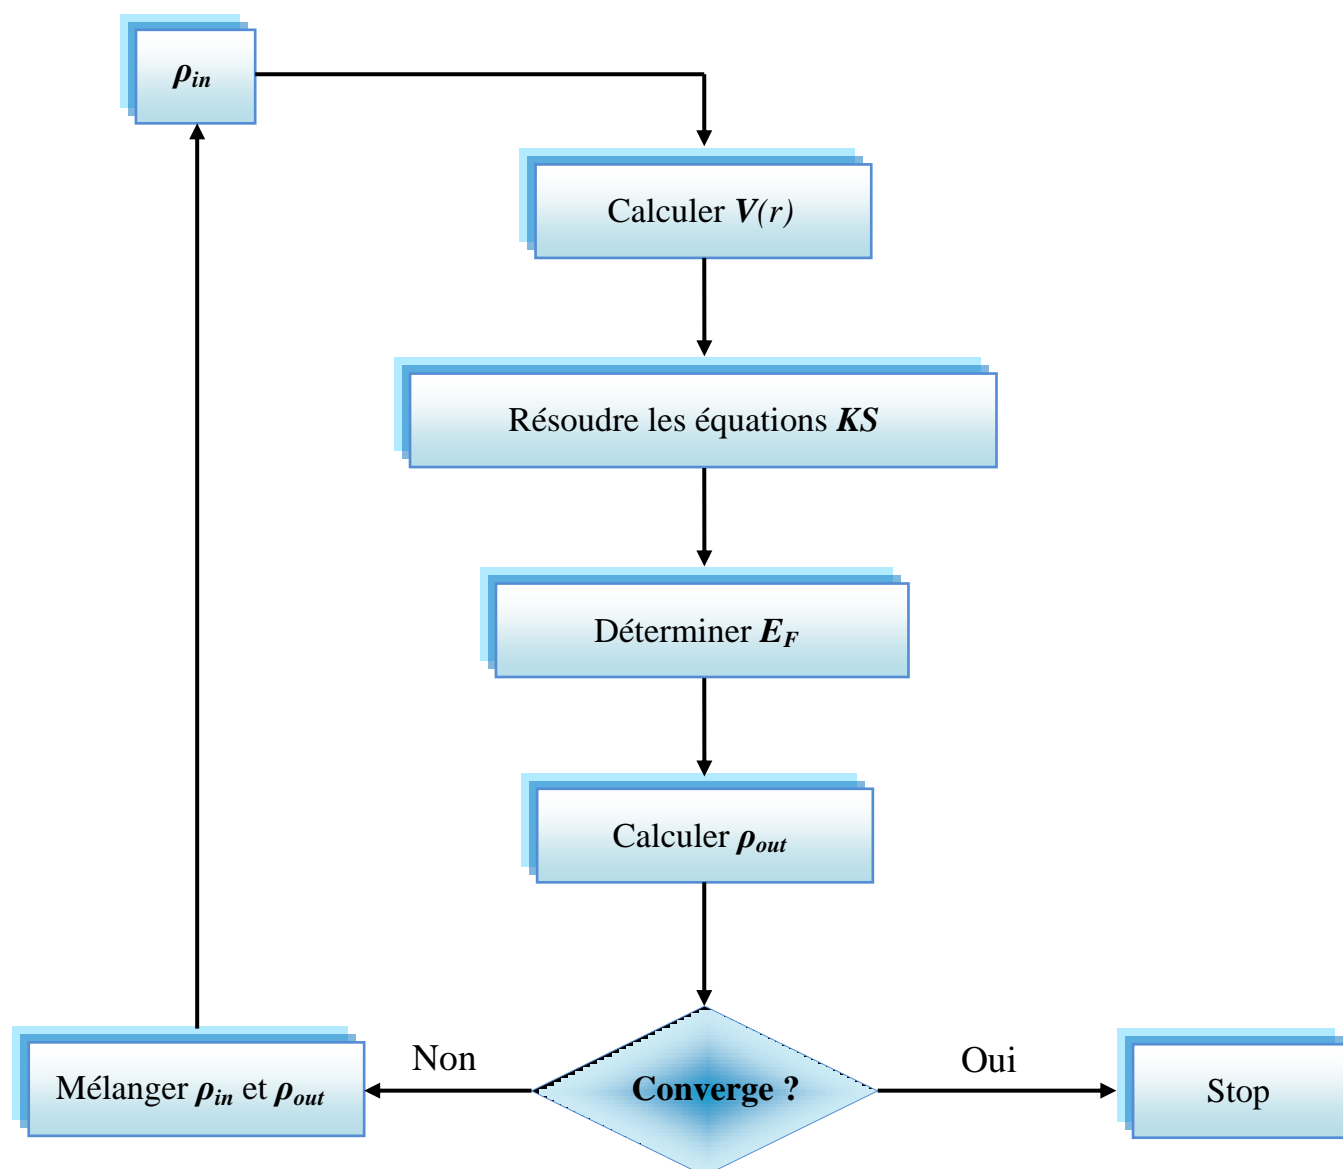 ρin
Calculer V(r)
Résoudre les équations KS
Déterminer EF
Calculer ρout
Non
Oui
Mélanger ρin et ρout
Converge ?
Stop